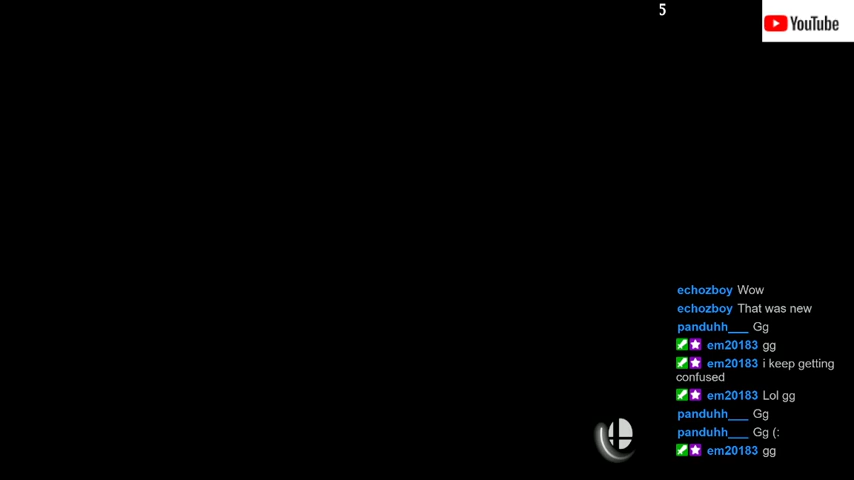 5
YouTube
echozboy Wow
echozboy That was new
panduhh___ Gg
em20183 gg
em20183 i keep getting
confused
em20183 Lol gg
panduhh___ Gg
panduhh___ Gg (:
em20183 gg